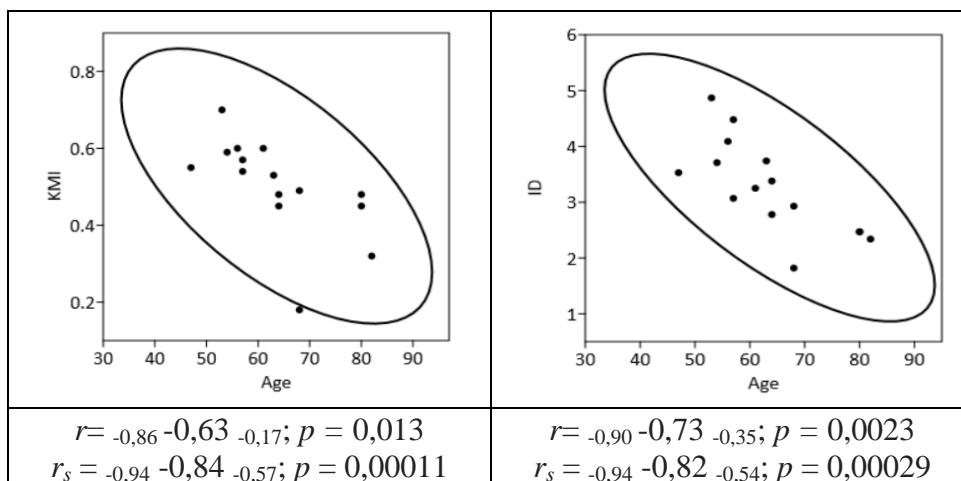 KMI
0.8
0.6
0.4
0.2
30 40 50 60 70 80 90
Age
ID
6
5
4
3
2
1
30 40 50 60 70 80 90
Age
r= -0,86 -0,63 -0,17; p = 0,013
rs = -0,94 -0,84 -0,57; p = 0,00011
r= -0,90 -0,73 -0,35; p = 0,0023
rs = -0,94 -0,82 -0,54; p = 0,00029